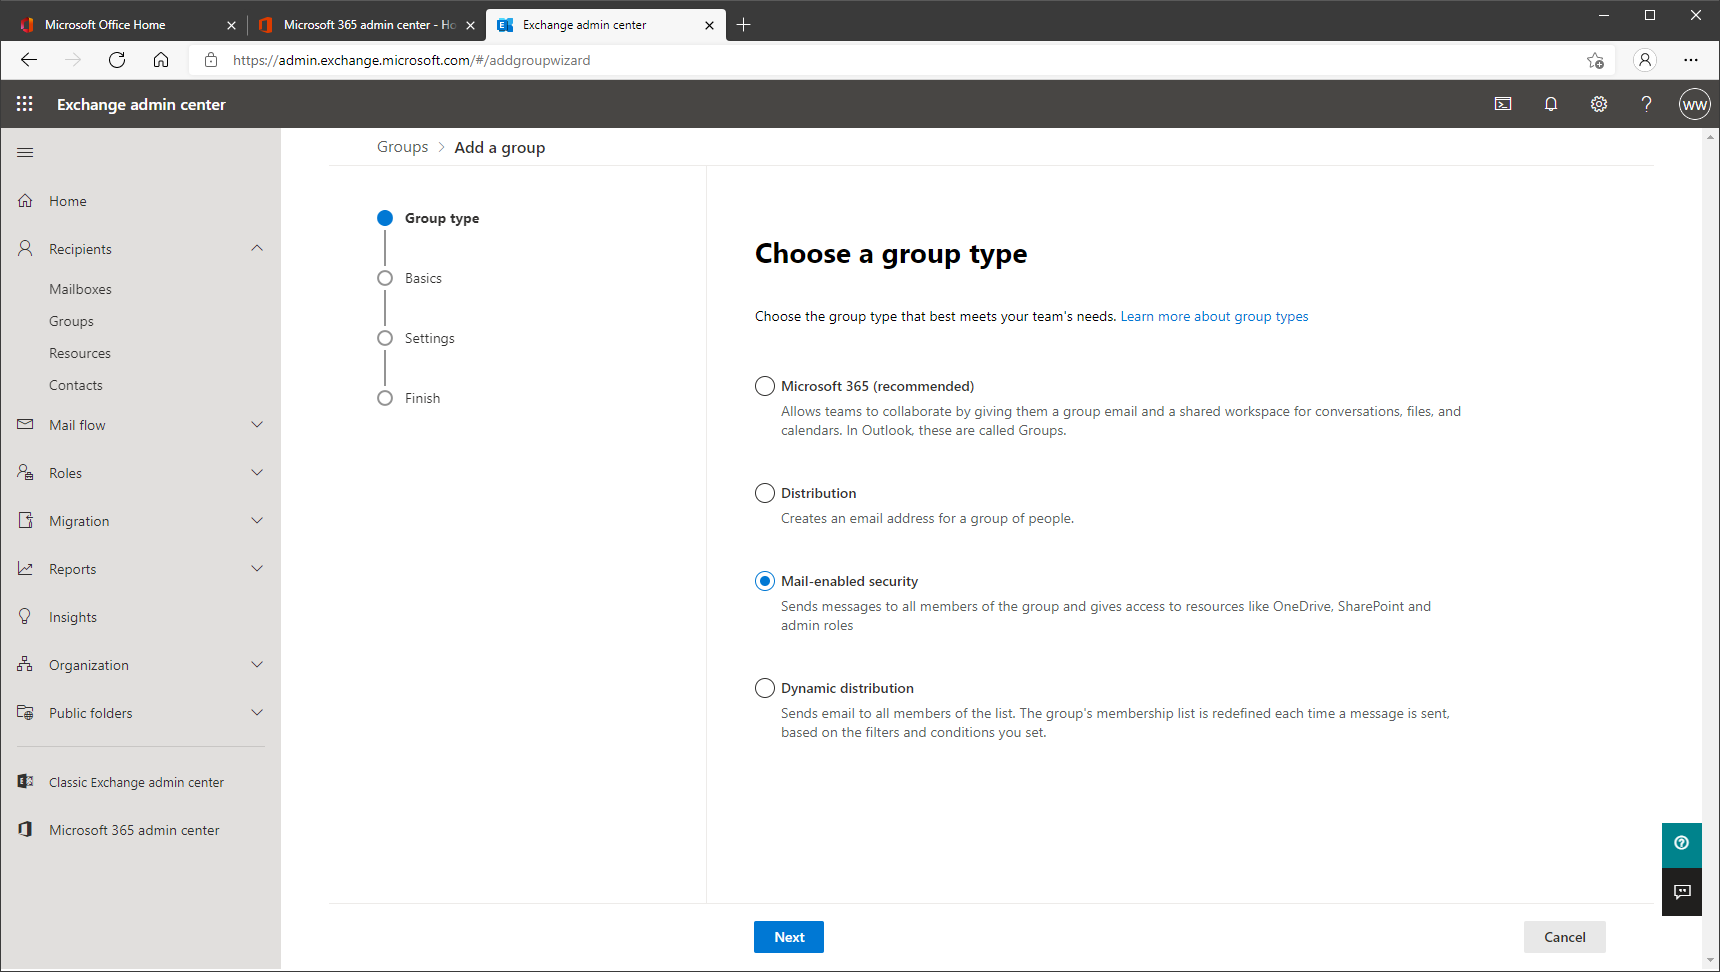 Microsoft Office Home
Microsoft 365 admin center - Ho
Exchange admin center
https://admin.exchange.microsoft.com/#/addgroupwizard
Exchange admin center
WW
Home
Recipients
Mailboxes
Groups
Resources
Contacts
Mail flow
Roles
Migration
Reports
Insights
Organization
Public folders
Classic Exchange admin center
Microsoft 365 admin center
Groups > Add a group
Group type
Basics
Settings
Finish
Choose a group type
Choose the group type that best meets your team's needs. Learn more about group types
Microsoft 365 (recommended)
Allows teams to collaborate by giving them a group email and a shared workspace for conversations, files, and
calendars. In Outlook, these are called Groups.
Distribution
Creates an email address for a group of people.
Mail-enabled security
Sends messages to all members of the group and gives access to resources like OneDrive, SharePoint and
admin roles
Dynamic distribution
Sends email to all members of the list. The group's membership list is redefined each time a message is sent,
based on the filters and conditions you set.
Next
Cancel